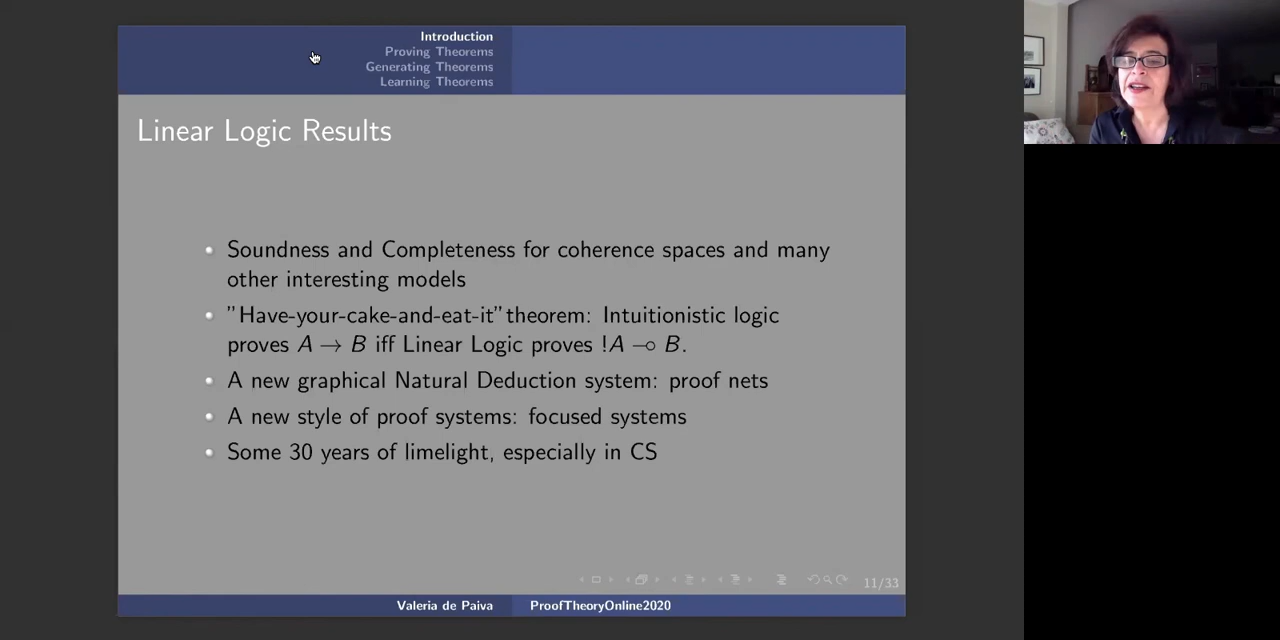 Introduction
Proving Theorems
Generating Theorems
Learning Theorems
Linear Logic Results
Soundness and Completeness for coherence spaces and many
other interesting models
”Have-your-cake-and-eat-it”theorem: Intuitionistic logic
proves A → B iff Linear Logic proves !A ⊸ B.
A new graphical Natural Deduction system: proof nets
A new style of proof systems: focused systems
Some 30 years of limelight, especially in CS
11/33
Valeria de Paiva ProofTheoryOnline2020